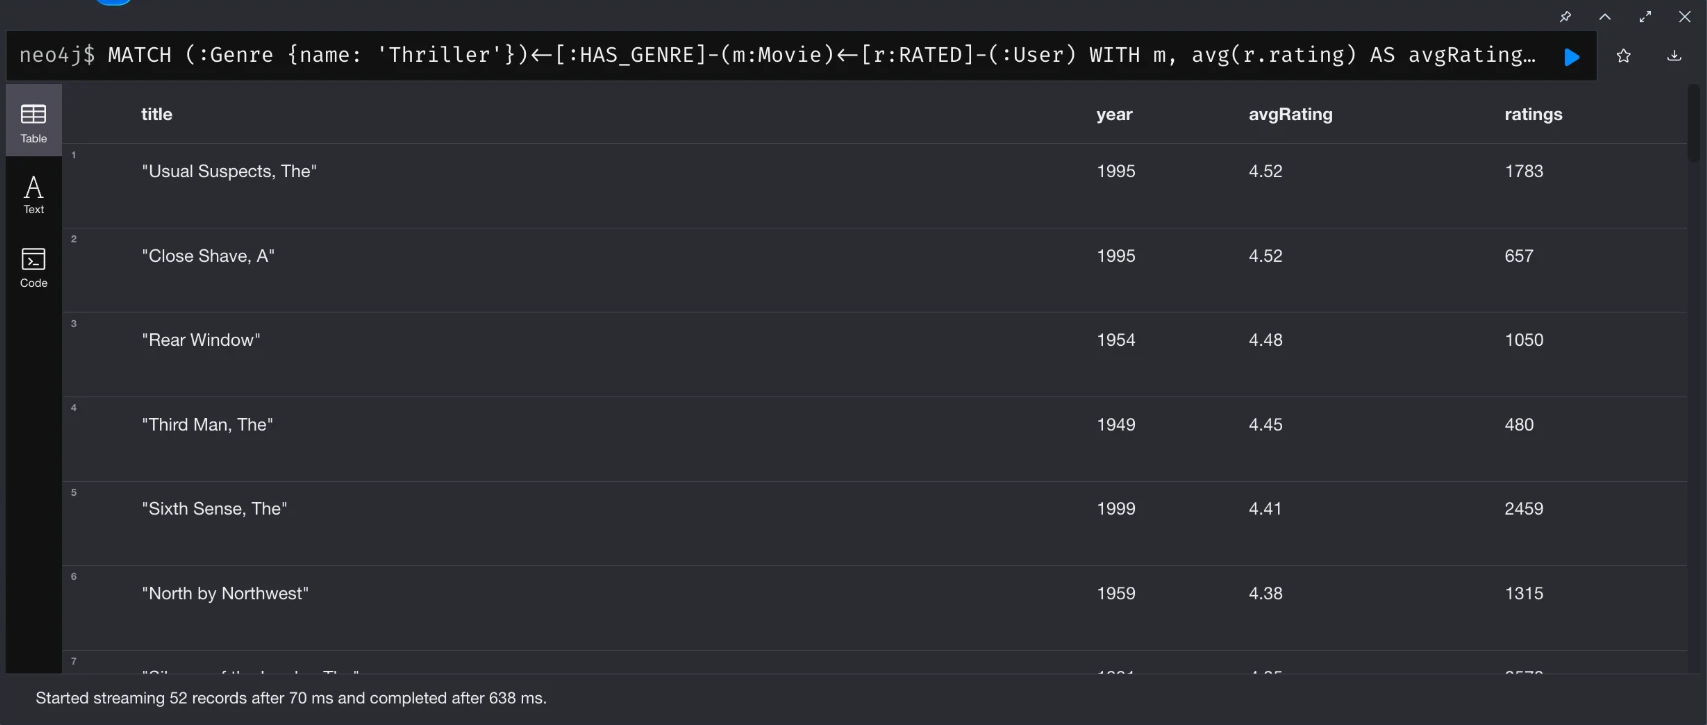 neo4j$ MATCH (:Genre {name: 'Thriller'})<-[:HAS_GENRE]-(m:Movie)<-[r:RATED]-(:User) WITH m, avg(r.rating) AS avgRating…
Table
Text
Code
title year avgRating ratings
1 "Usual Suspects, The" 1995 4.52 1783
2 "Close Shave, A" 1995 4.52 657
3 "Rear Window" 1954 4.48 1050
4 "Third Man, The" 1949 4.45 480
5 "Sixth Sense, The" 1999 4.41 2459
6 "North by Northwest" 1959 4.38 1315
7
Started streaming 52 records after 70 ms and completed after 638 ms.